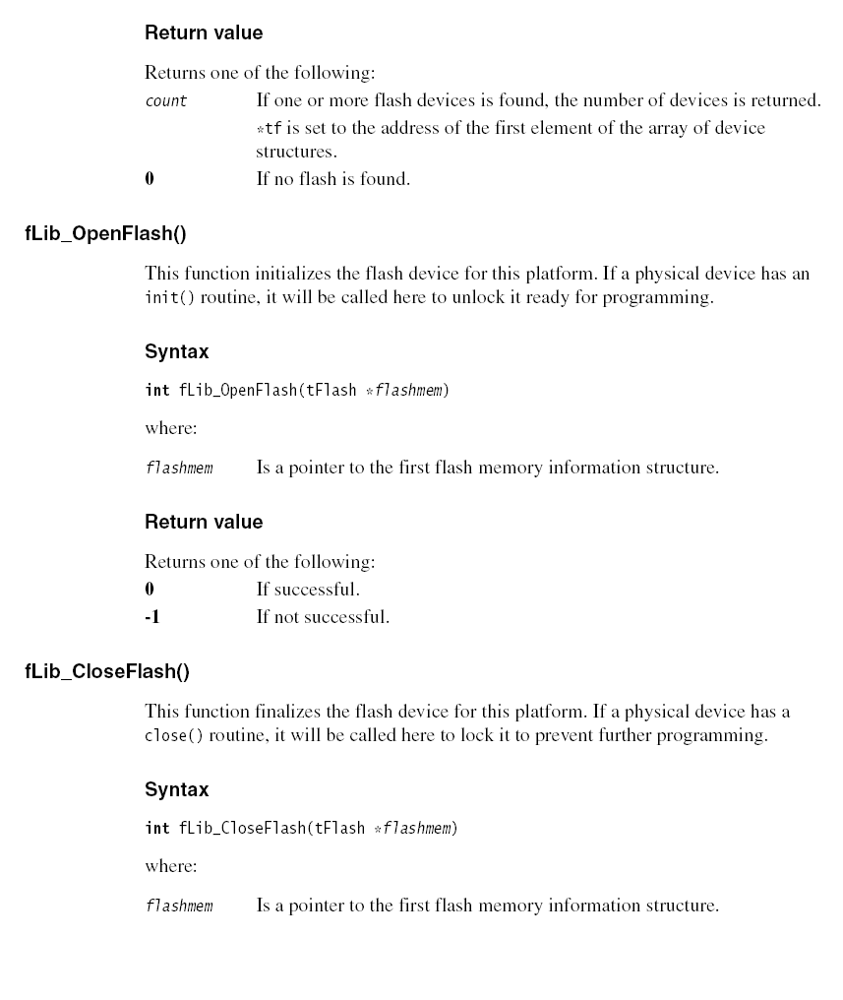 Return value
Returns one of the following:
count If one or more flash devices is found, the number of devices is returned.
*tf is set to the address of the first element of the array of device
structures.
0 If no flash is found.
fLib_OpenFlash()
This function initializes the flash device for this platform. If a physical device has an
init() routine, it will be called here to unlock it ready for programming.
Syntax
int fLib_OpenFlash(tFlash *flashmem)
where:
flashmem Is a pointer to the first flash memory information structure.
Return value
Returns one of the following:
0 If successful.
-1 If not successful.
fLib_CloseFlash()
This function finalizes the flash device for this platform. If a physical device has a
close() routine, it will be called here to lock it to prevent further programming.
Syntax
int fLib_CloseFlash(tFlash *flashmem)
where:
flashmem Is a pointer to the first flash memory information structure.